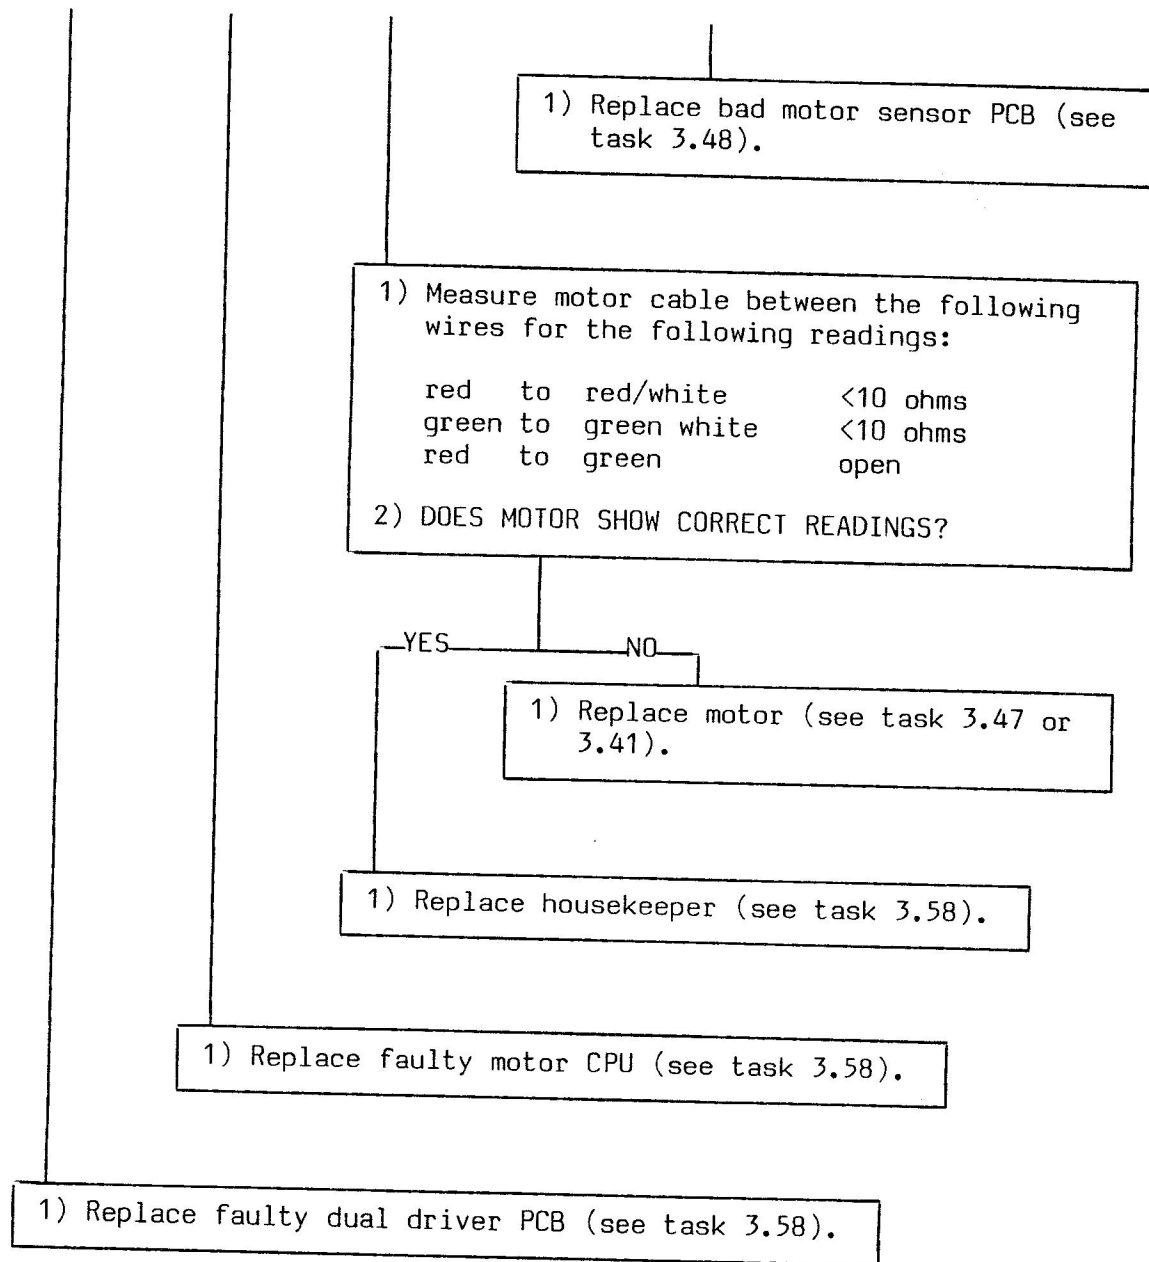 1) Replace bad motor sensor PCB (see
task 3.48).
1) Measure motor cable between the following
wires for the following readings:
red to red/white <10 ohms
green to green white <10 ohms
red to green open
2) DOES MOTOR SHOW CORRECT READINGS?
YES NO
1) Replace motor (see task 3.47 or
3.41).
1) Replace housekeeper (see task 3.58).
1) Replace faulty motor CPU (see task 3.58).
1) Replace faulty dual driver PCB (see task 3.58).